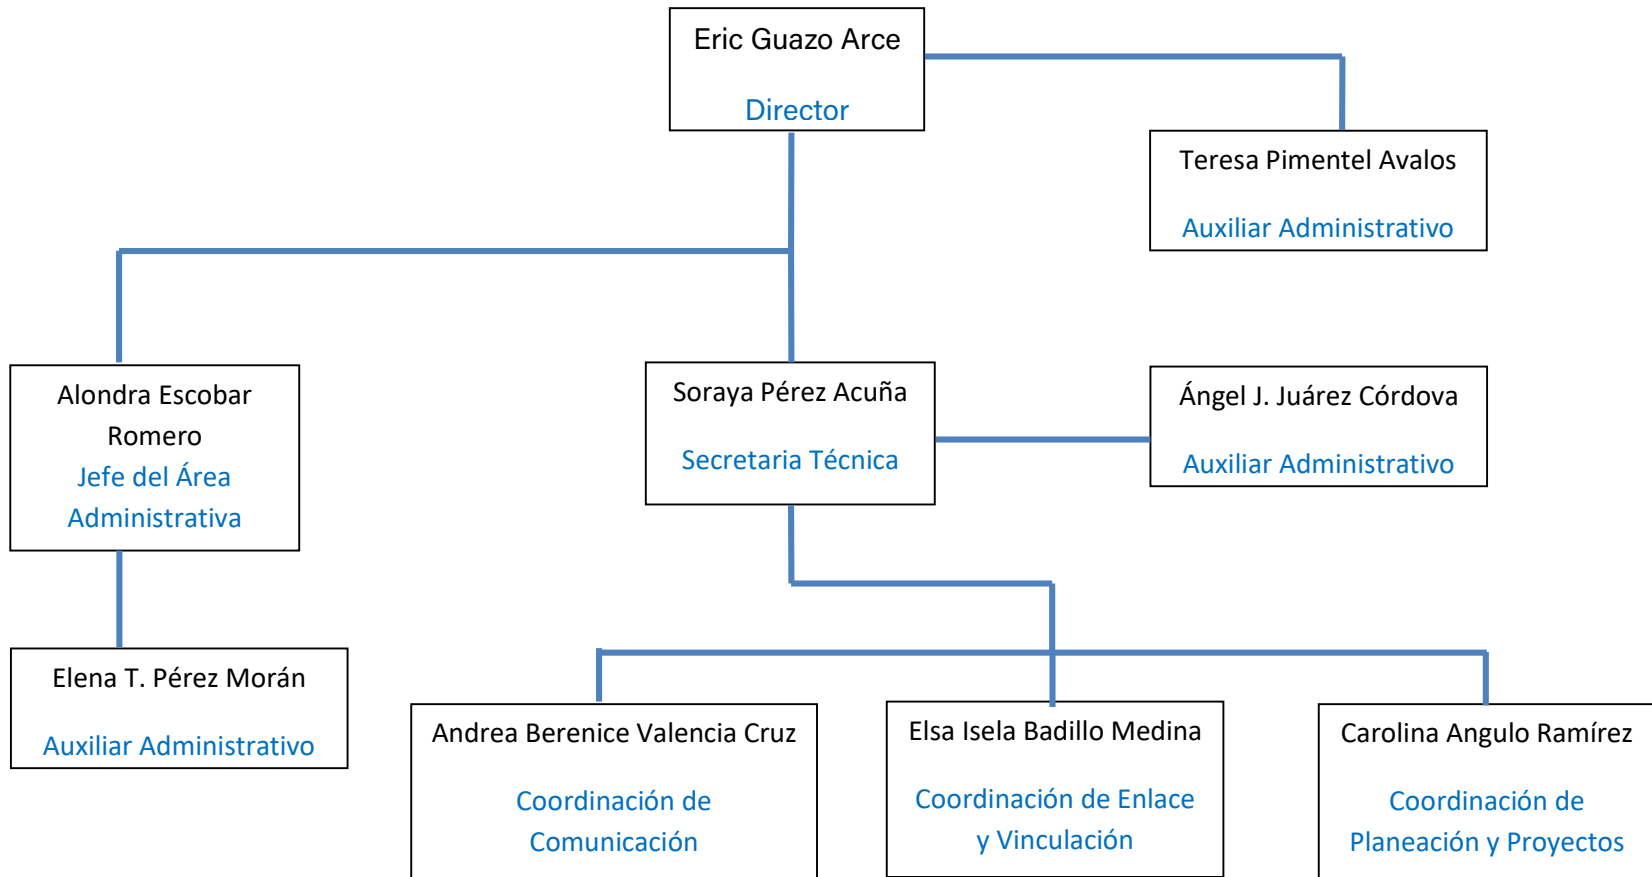 Eric Guazo Arce
Director
Teresa Pimentel Avalos
Auxiliar Administrativo
Alondra Escobar
Romero
Jefe del Área
Administrativa
Soraya Pérez Acuña
Secretaria Técnica
Ángel J. Juárez Córdova
Auxiliar Administrativo
Elena T. Pérez Morán
Auxiliar Administrativo
Andrea Berenice Valencia Cruz
Coordinación de
Comunicación
Elsa Isela Badillo Medina
Coordinación de Enlace
y Vinculación
Carolina Angulo Ramírez
Coordinación de
Planeación y Proyectos